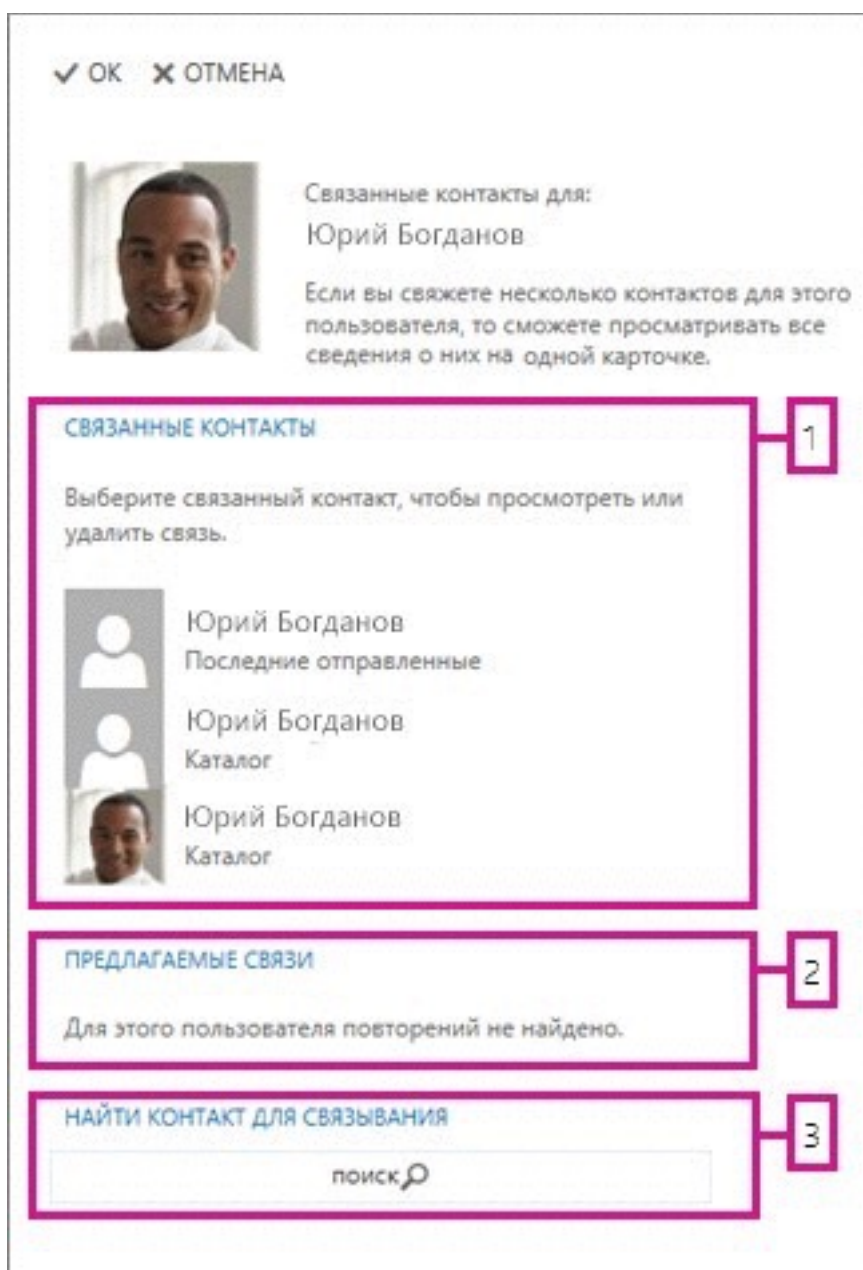 ОК ОТМЕНА
Связанные контакты для:
Юрий Богданов
Если вы свяжете несколько контактов для этого
пользователя, то сможете просматривать все
сведения о них на одной карточке.
СВЯЗАННЫЕ КОНТАКТЫ
1
Выберите связанный контакт, чтобы просмотреть или
удалить связь.
Юрий Богданов
Последние отправленные
Юрий Богданов
Каталог
Юрий Богданов
Каталог
ПРЕДЛАГАЕМЫЕ СВЯЗИ
2
Для этого пользователя повторений не найдено.
НАЙТИ КОНТАКТ ДЛЯ СВЯЗЫВАНИЯ
3
поиск